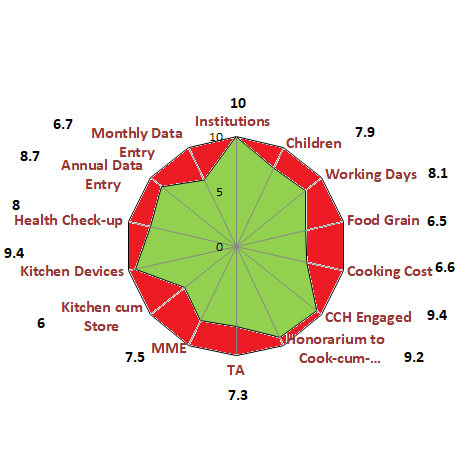 10
Institutions
6.7
7.9
Monthly Data
Entry
10
Children
8.7
Annual Data
Entry
Working Days
8.1
5
8
Health Check-up
Food Grain
6.5
9.4
0
Kitchen Devices
Cooking Cost
6.6
Kitchen cum
Store
6
CCH Engaged
9.4
MME
7.5
Honorarium to
Cook-cum-...
9.2
TA
7.3